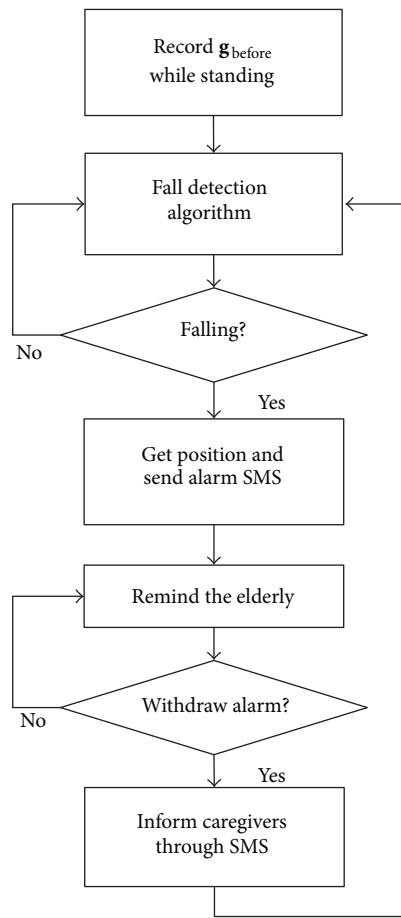 Record g before
while standing
Fall detection
algorithm
Falling?
No
Yes
Get position and
send alarm SMS
Remind the elderly
Withdraw alarm?
No
Yes
Inform caregivers
through SMS